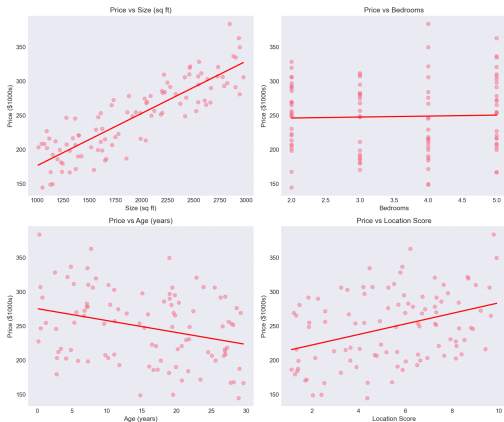 Price vs Size (sq ft)
Price ($1000s)
350
300
250
200
150
1000 1250 1500 1750 2000 2250 2500 2750 3000
Size (sq ft)
Price vs Bedrooms
Price ($1000s)
350
300
250
200
150
2.0 2.5 3.0 3.5 4.0 4.5 5.0
Bedrooms
Price vs Age (years)
Price ($1000s)
350
300
250
200
150
0 5 10 15 20 25 30
Age (years)
Price vs Location Score
Price ($1000s)
350
300
250
200
150
2 4 6 8 10
Location Score